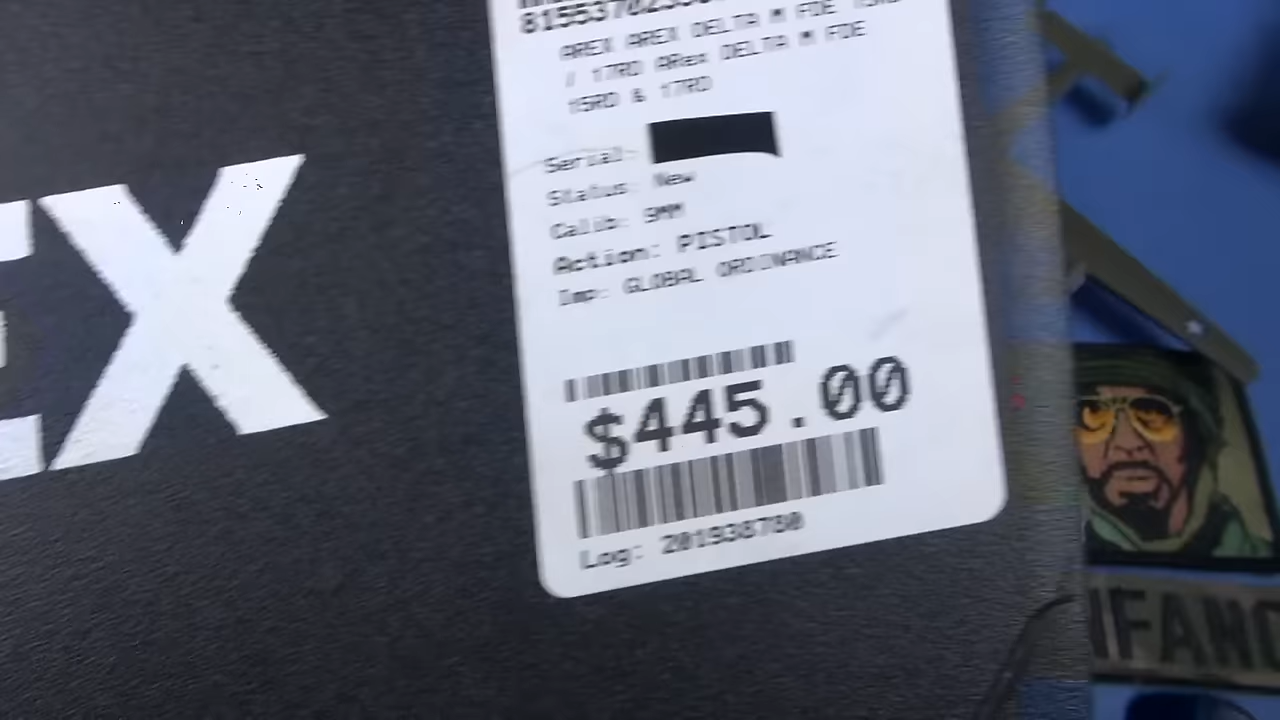 AREX AREX DELTA M FDE 15RD
/ 17RD ARex DELTA M FDE
15RD & 17RD
Serial:
Status: New
Calib: 9MM
Action: PISTOL
Imp: GLOBAL ORDINANCE
$445.00
Log: 201938780
EX